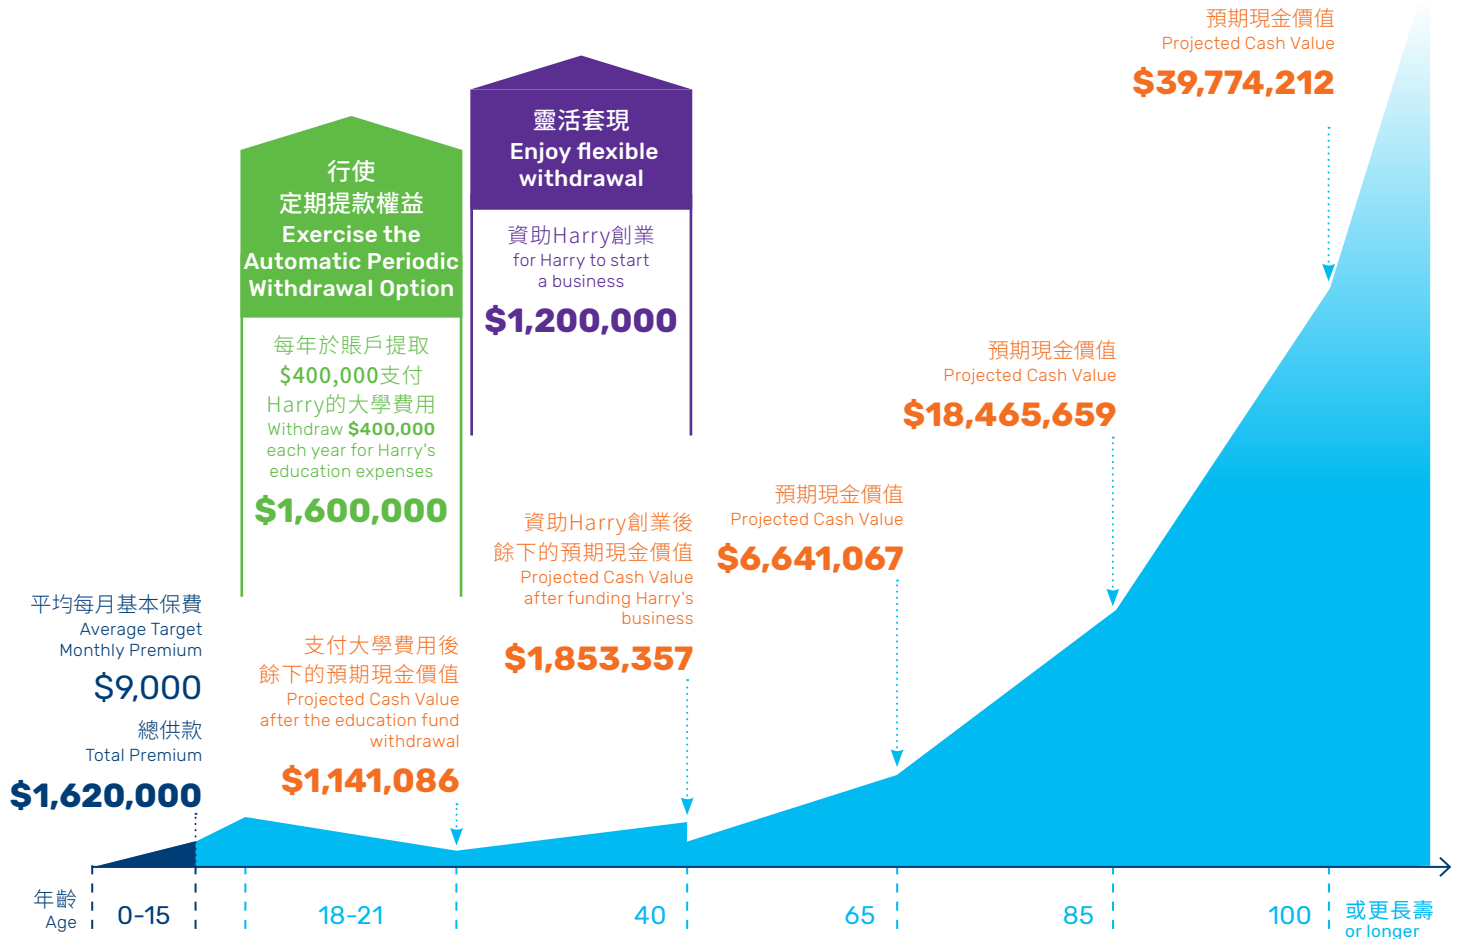 平均每月基本保費
Average Target
Monthly Premium
$9,000
總供款
Total Premium
$1,620,000
行使
定期提款權益
Exercise the
Automatic Periodic
Withdrawal Option
每年於賬戶提取
$400,000支付
Harry的大學費用
Withdraw $400,000
each year for Harry's
education expenses
$1,600,000
支付大學費用後
餘下的預期現金價值
Projected Cash Value
after the education fund
withdrawal
$1,141,086
靈活套現
Enjoy flexible
withdrawal
資助Harry創業
for Harry to start
a business
$1,200,000
資助Harry創業後
餘下的預期現金價值
Projected Cash Value
after funding Harry's
business
$1,853,357
預期現金價值
Projected Cash Value
$6,641,067
預期現金價值
Projected Cash Value
$18,465,659
預期現金價值
Projected Cash Value
$39,774,212
年齡
Age
0-15
18-21
40
65
85
100
或更長壽
or longer